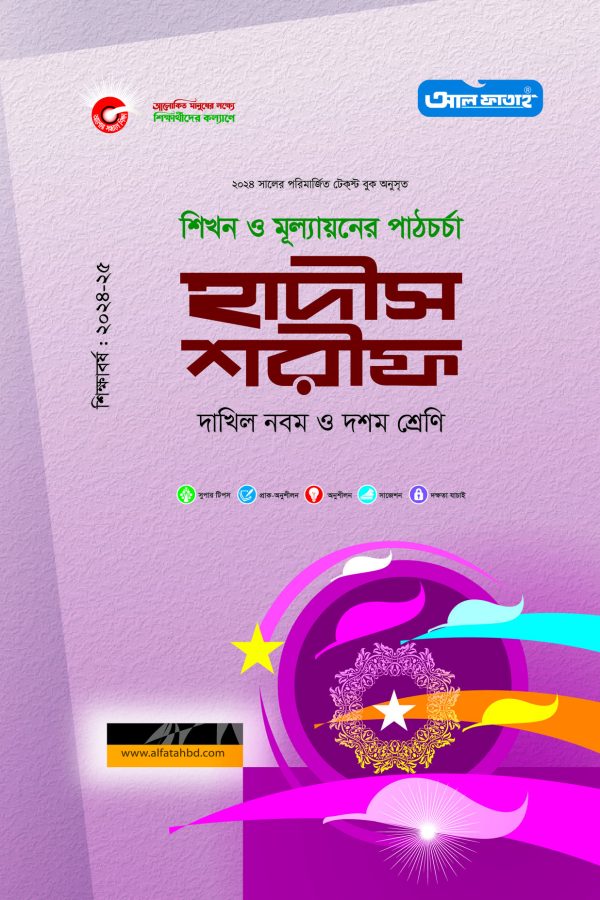 আলোকিত মানুষের লক্ষ্যে
শিক্ষার্থীদের কল্যাণে
আল ফাতাহ®
২০২৪ সালের পরিমার্জিত টেক্স্ট বুক অনুসৃত
শিখন ও মূল্যায়নের পাঠচর্চা
হাদীস
শরীফ
দাখিল নবম ও দশম শ্রেণি
শিক্ষাবর্ষ : ২০২৪-২৫
সুপার টিপস প্রাক-অনুশীলন অনুশীলন সাজেশন দক্ষতা যাচাই
www.alfatahbd.com